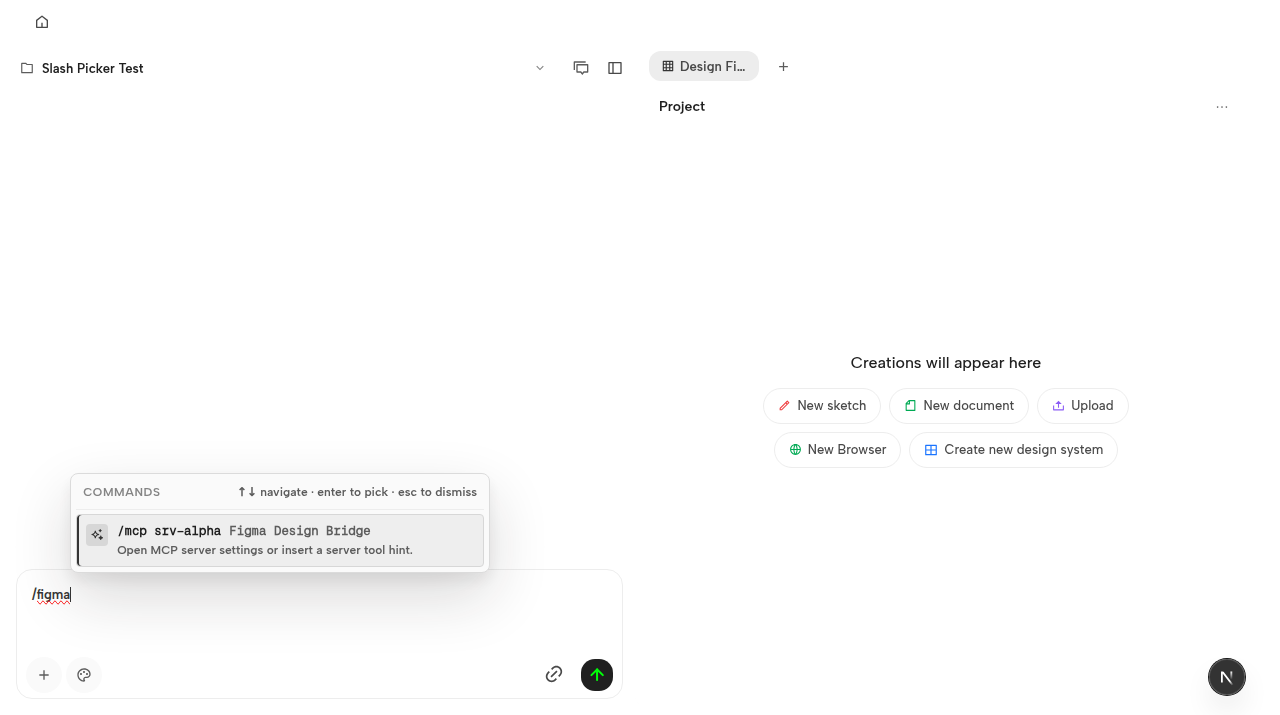 Slash Picker Test
Design Fi...
Project
Creations will appear here
New sketch
New document
Upload
New Browser
Create new design system
COMMANDS
↑↓ navigate · enter to pick · esc to dismiss
/mcp srv-alpha Figma Design Bridge
Open MCP server settings or insert a server tool hint.
/figma
N